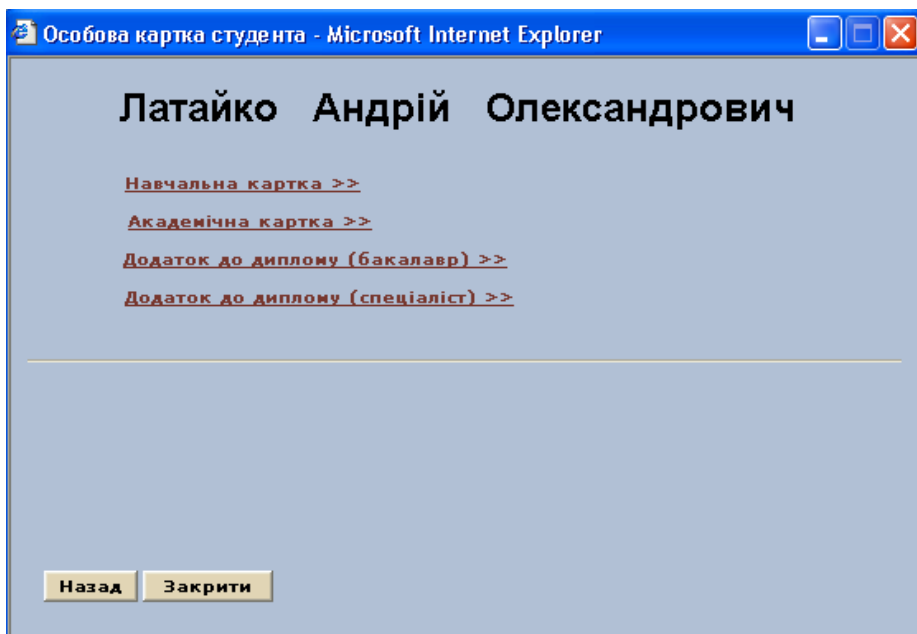 Особова картка студента - Microsoft Internet Explorer
Латайко Андрій Олександрович
Навчальна картка >>
Академічна картка >>
Додаток до диплому (бакалавр) >>
Додаток до диплому (спеціаліст) >>
Назад Закрити